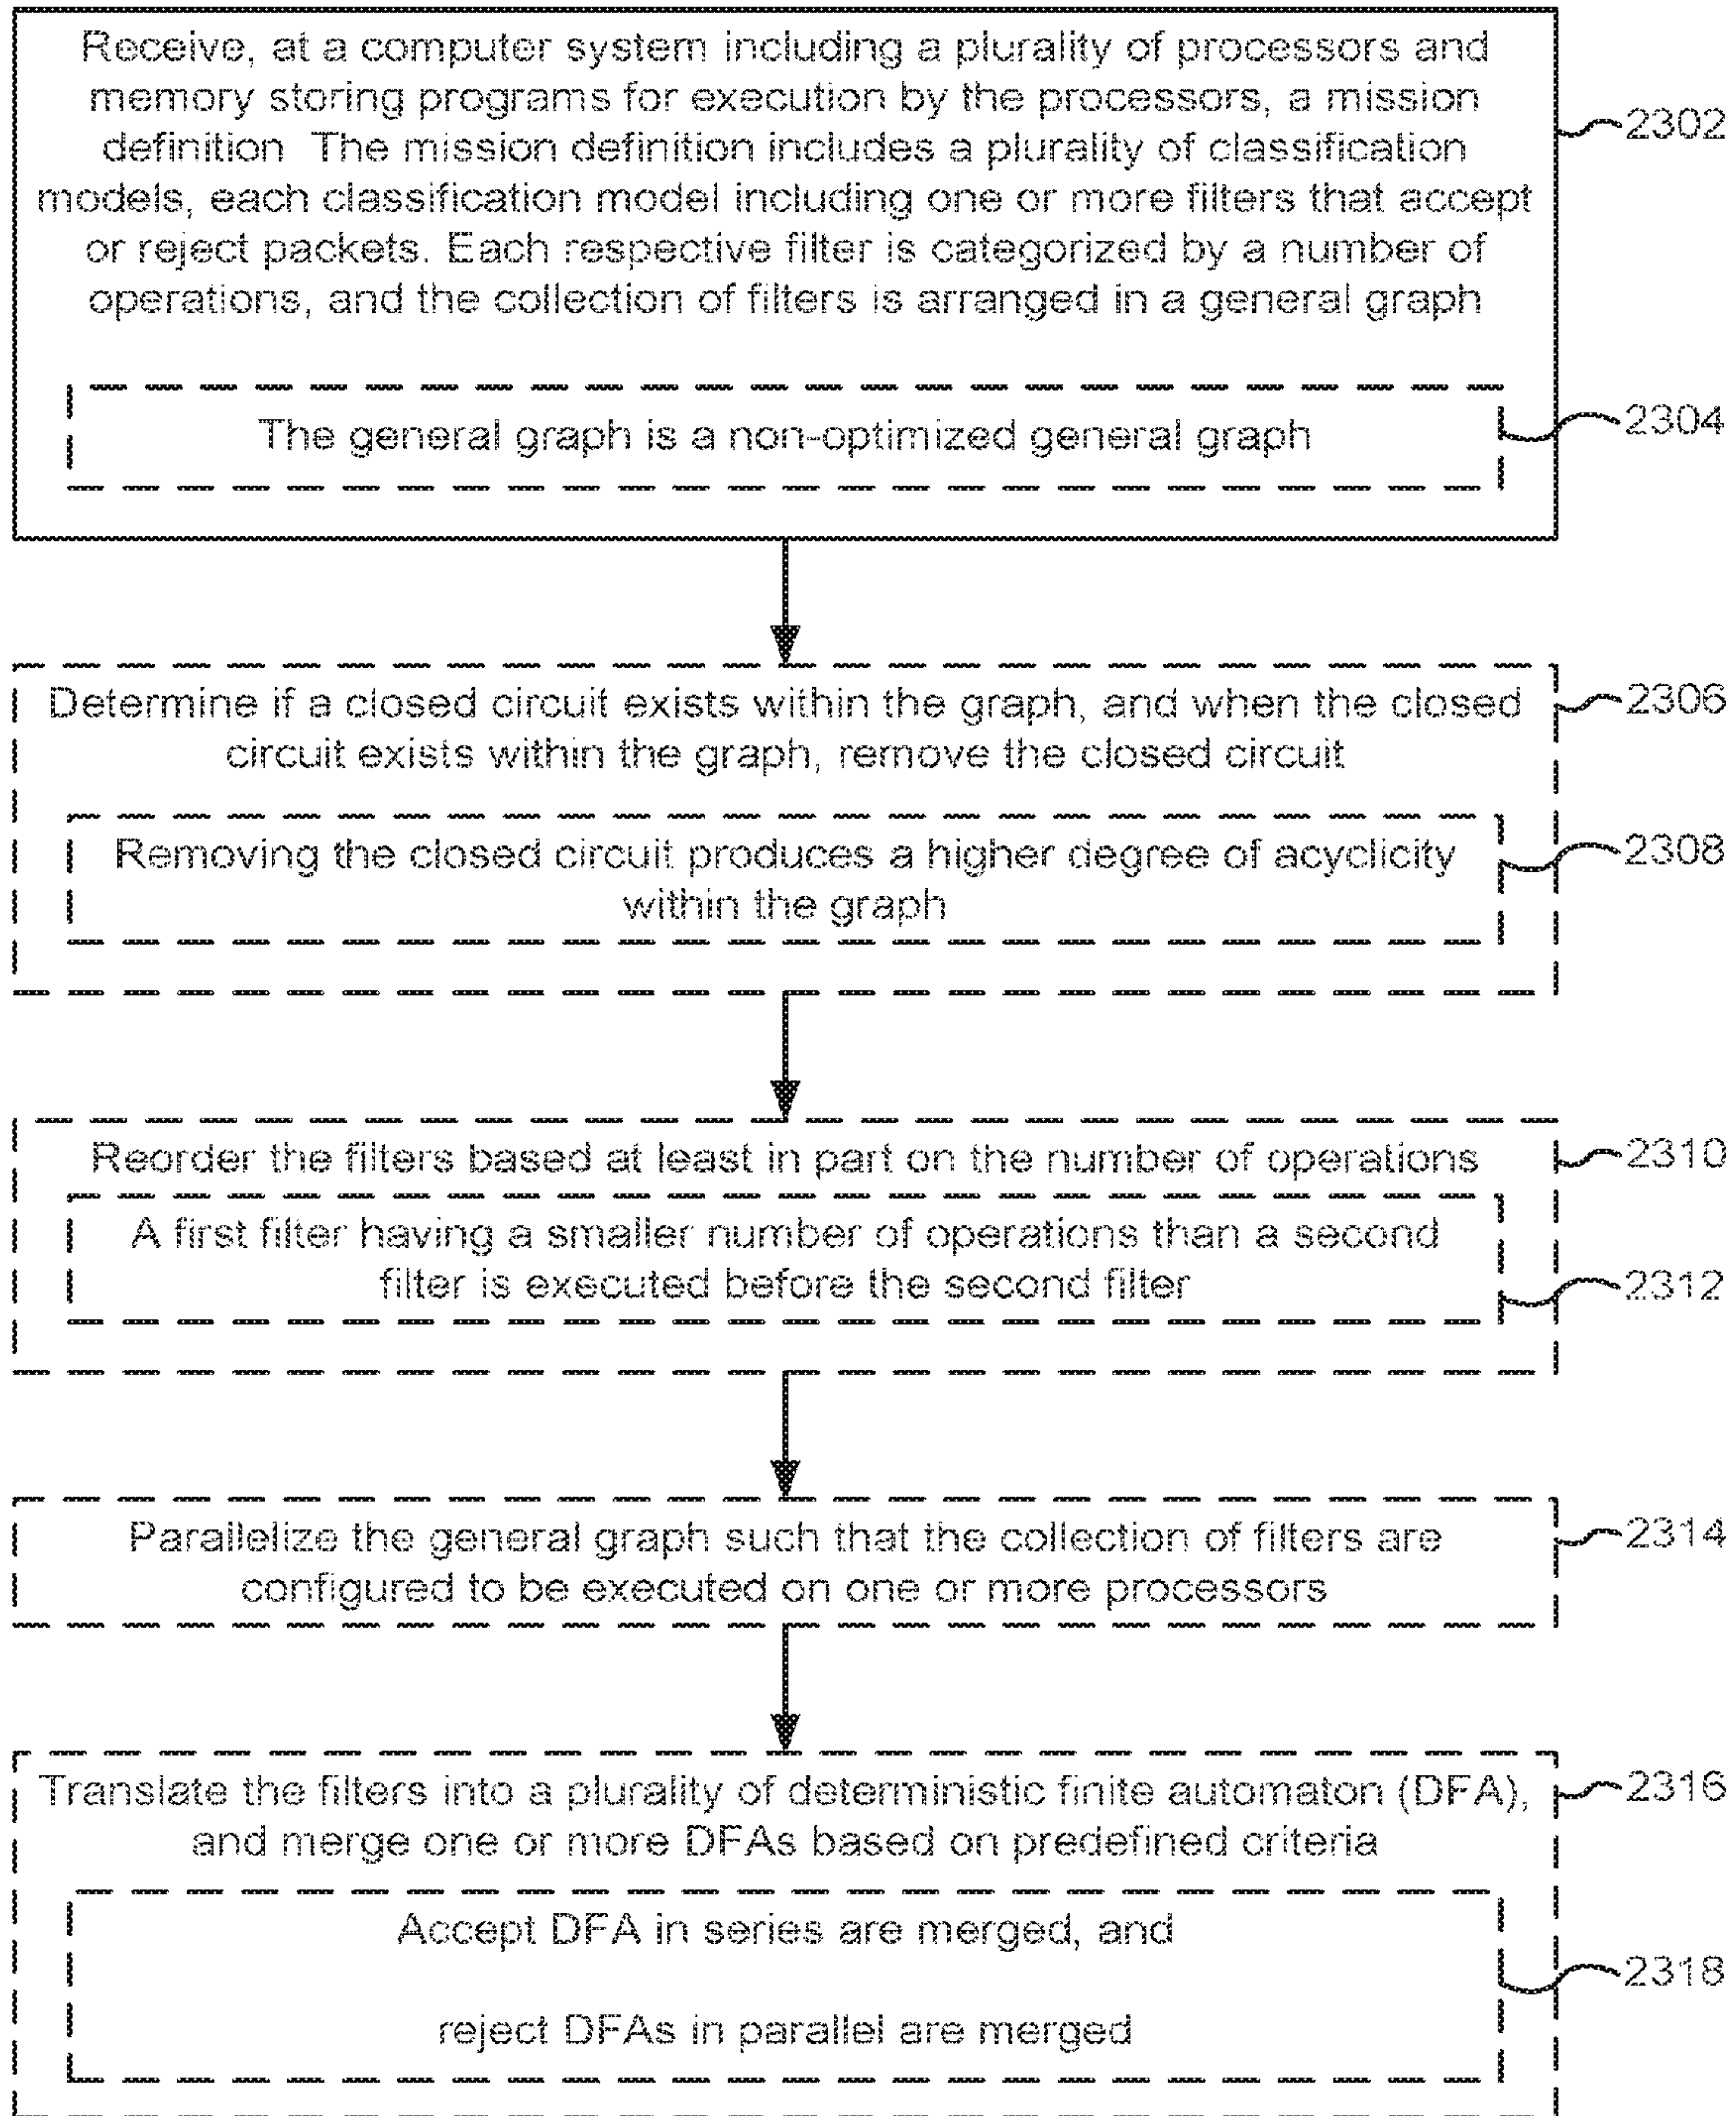 Receive, at a computer system including a plurality of processors and
memory storing programs for execution by the processors, a mission
definition The mission definition includes a plurality of classification
models, each classification model including one or more filters that accept
or reject packets. Each respective filter is categorized by a number of
operations, and the collection of filters is arranged in a general graph
2302
The general graph is a non-optimized general graph
2304
Determine if a closed circuit exists within the graph, and when the closed
circuit exists within the graph, remove the closed circuit
2306
Removing the closed circuit produces a higher degree of acyclicity
within the graph
2308
Reorder the filters based at least in part on the number of operations
2310
A first filter having a smaller number of operations than a second
filter is executed before the second filter
2312
Parallelize the general graph such that the collection of filters are
configured to be executed on one or more processors
2314
Translate the filters into a plurality of deterministic finite automaton (DFA),
and merge one or more DFAs based on predefined criteria
2316
Accept DFA in series are merged, and
reject DFAs in parallel are merged
2318